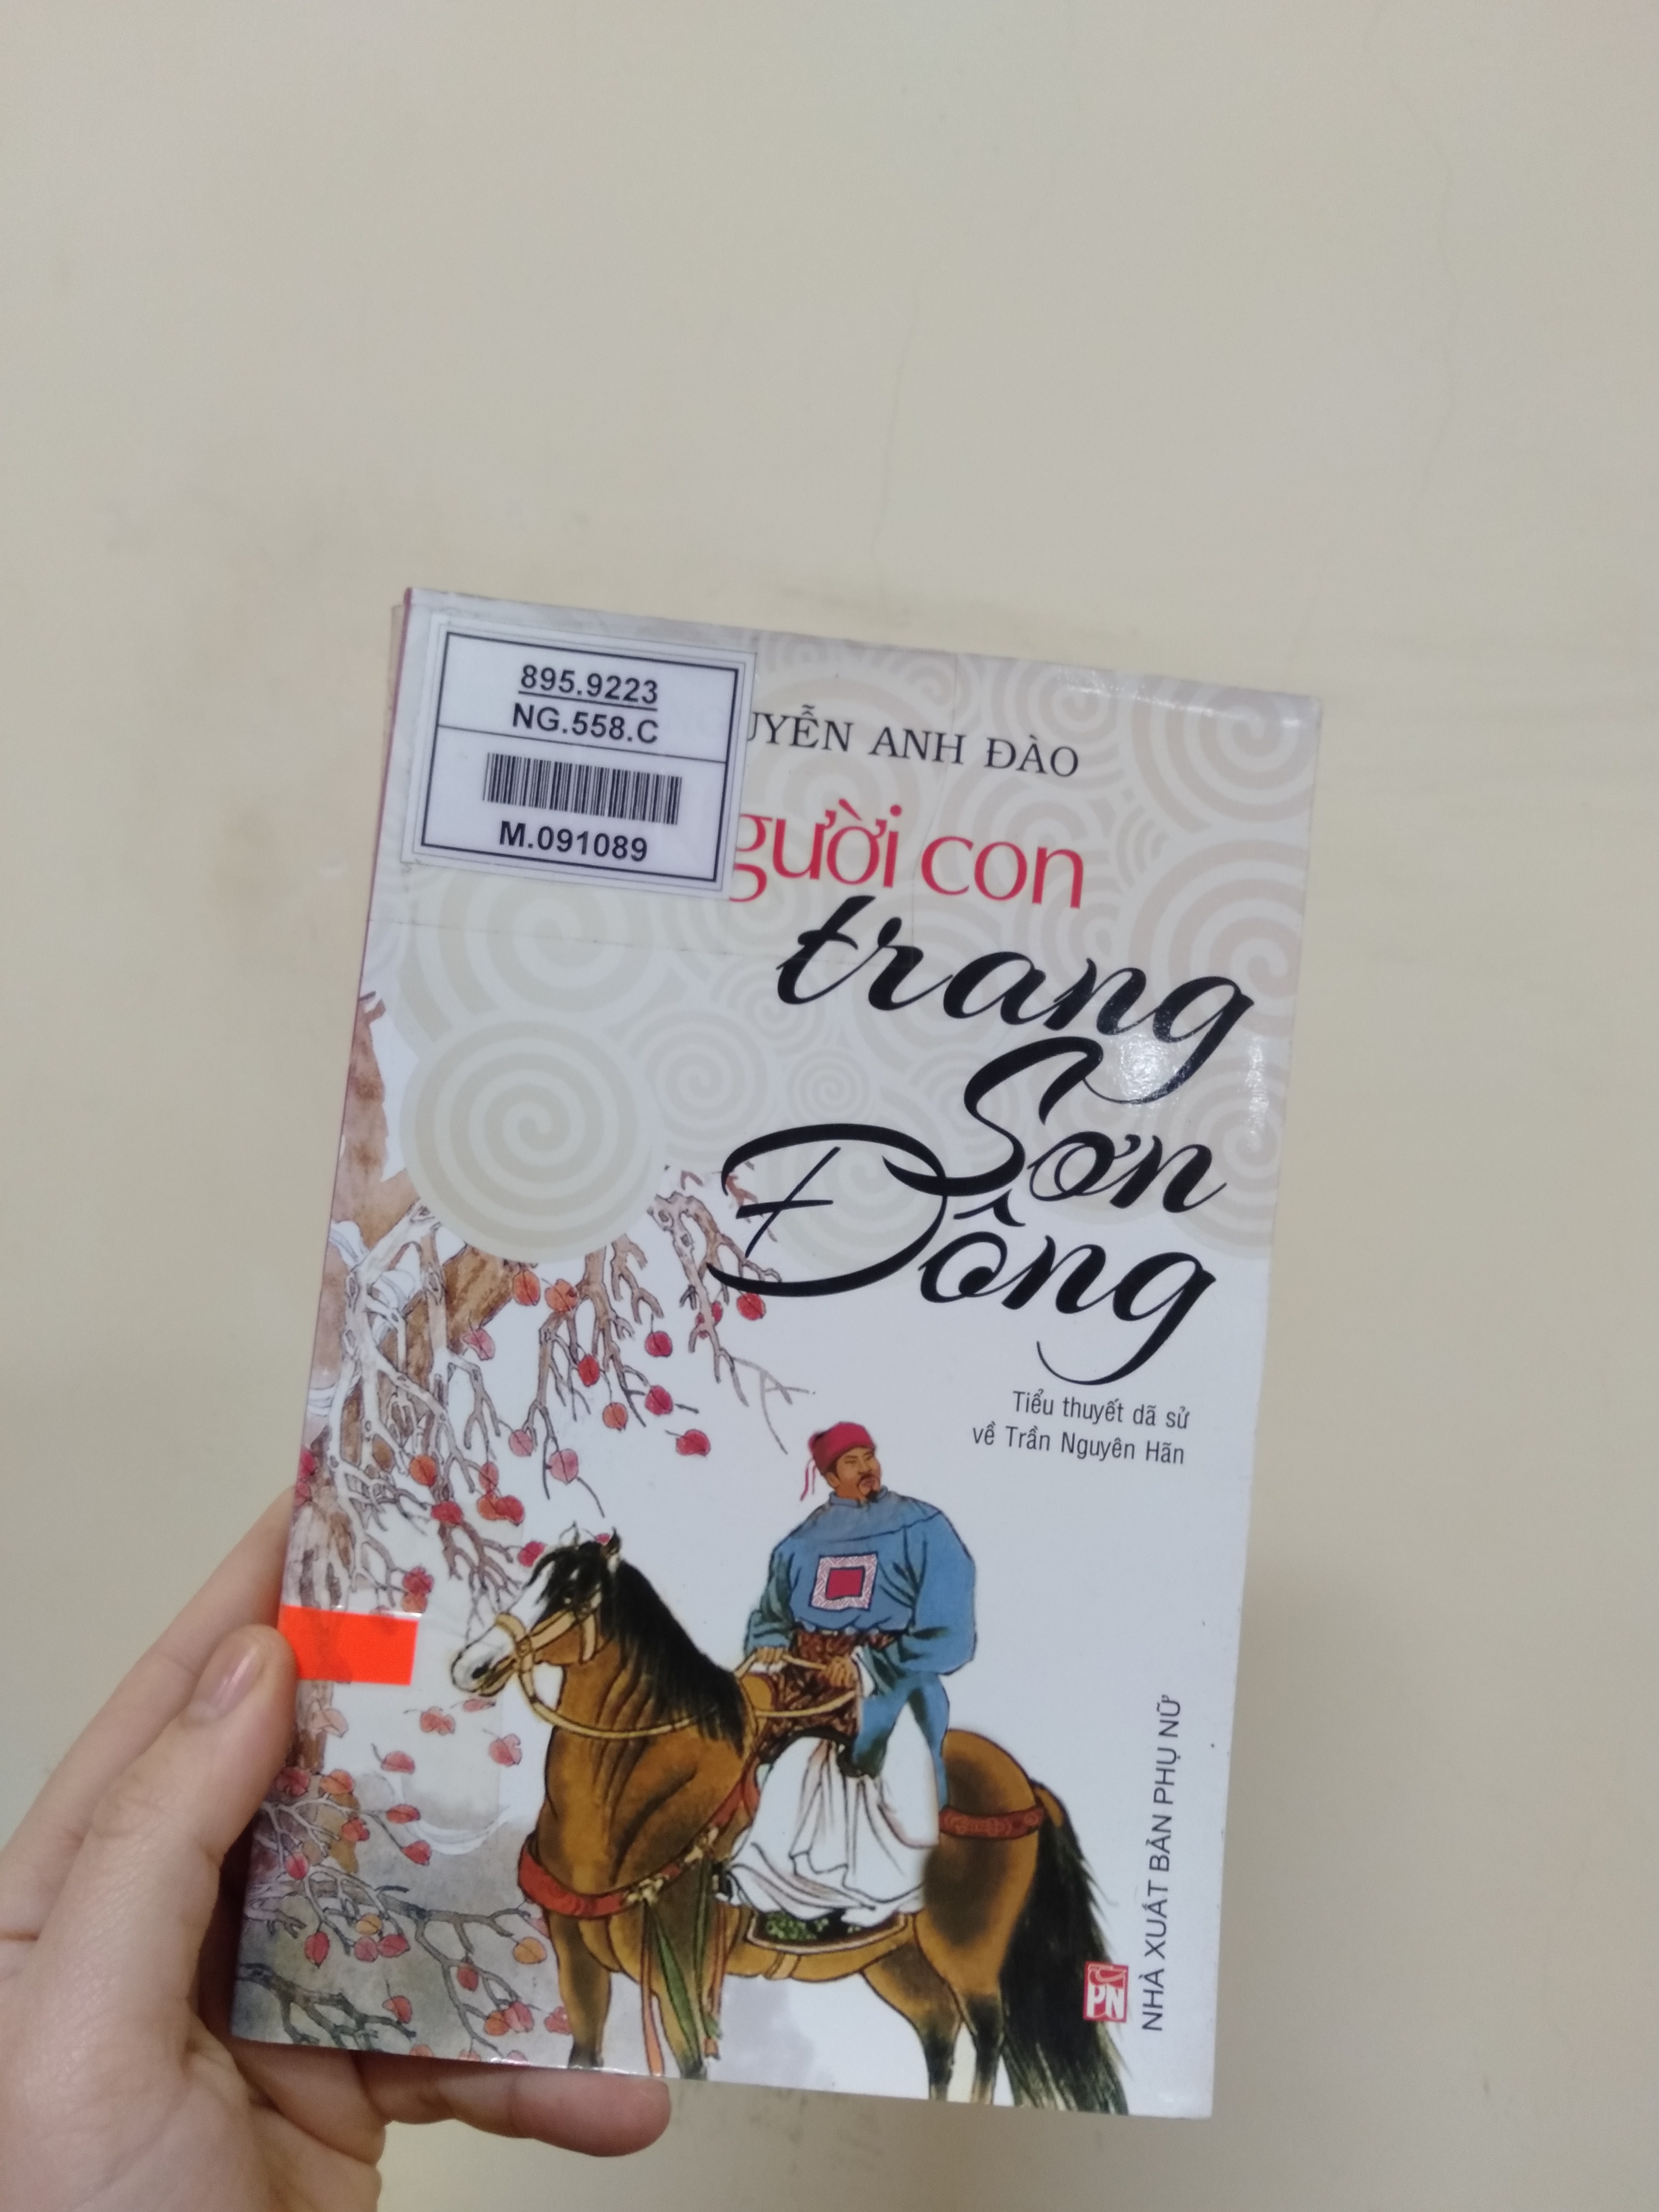 895.9223
NG.558.C
M.091089
UYỄN ANH ĐÀO
gười con
trang
Sơn
Đông
Tiểu thuyết dã sử
về Trần Nguyên Hãn
PN
NHÀ XUẤT BẢN PHỤ NỮ